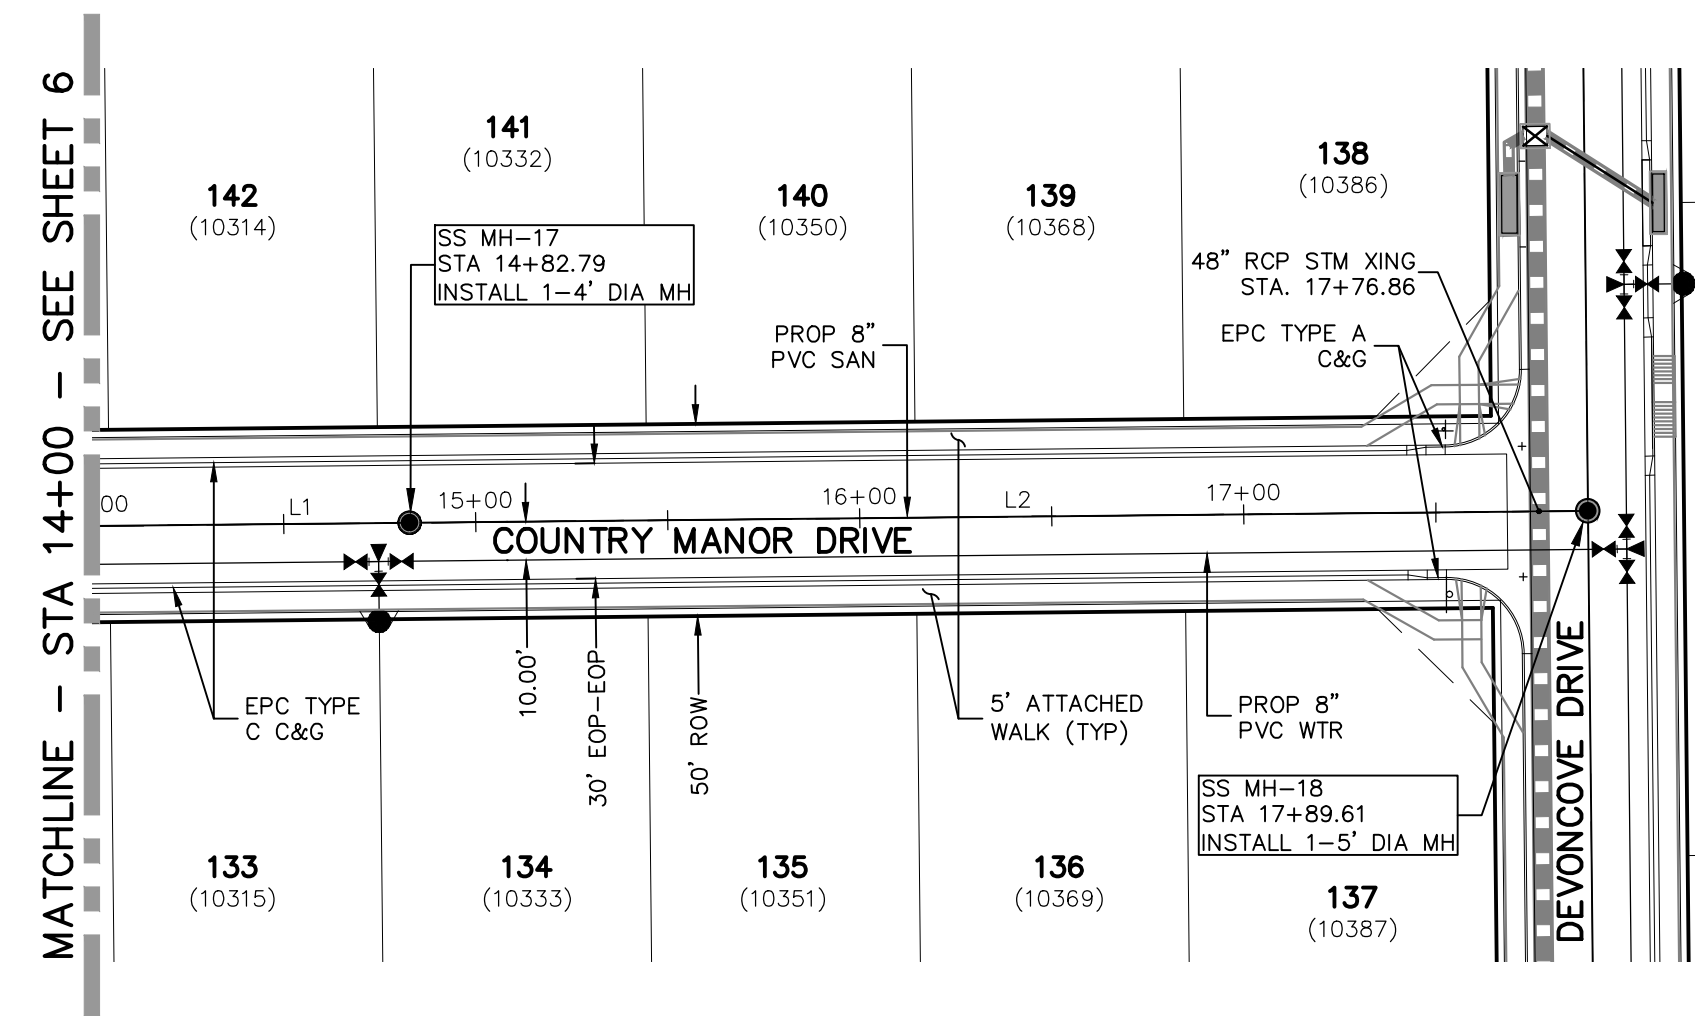 MATCHLINE – STA 14+00 – SEE SHEET 6
142
(10314)
141
(10332)
140
(10350)
139
(10368)
138
(10386)
SS MH–17
STA 14+82.79
INSTALL 1–4' DIA MH
PROP 8"
PVC SAN
48" RCP STM XING
STA. 17+76.86
EPC TYPE A
C&G
00
L1
15+00
16+00
L2
17+00
COUNTRY MANOR DRIVE
EPC TYPE
C C&G
10.00'
30' EOP–EOP
50' ROW
5' ATTACHED
WALK (TYP)
PROP 8"
PVC WTR
SS MH–18
STA 17+89.61
INSTALL 1–5' DIA MH
DEVONCOVE DRIVE
133
(10315)
134
(10333)
135
(10351)
136
(10369)
137
(10387)